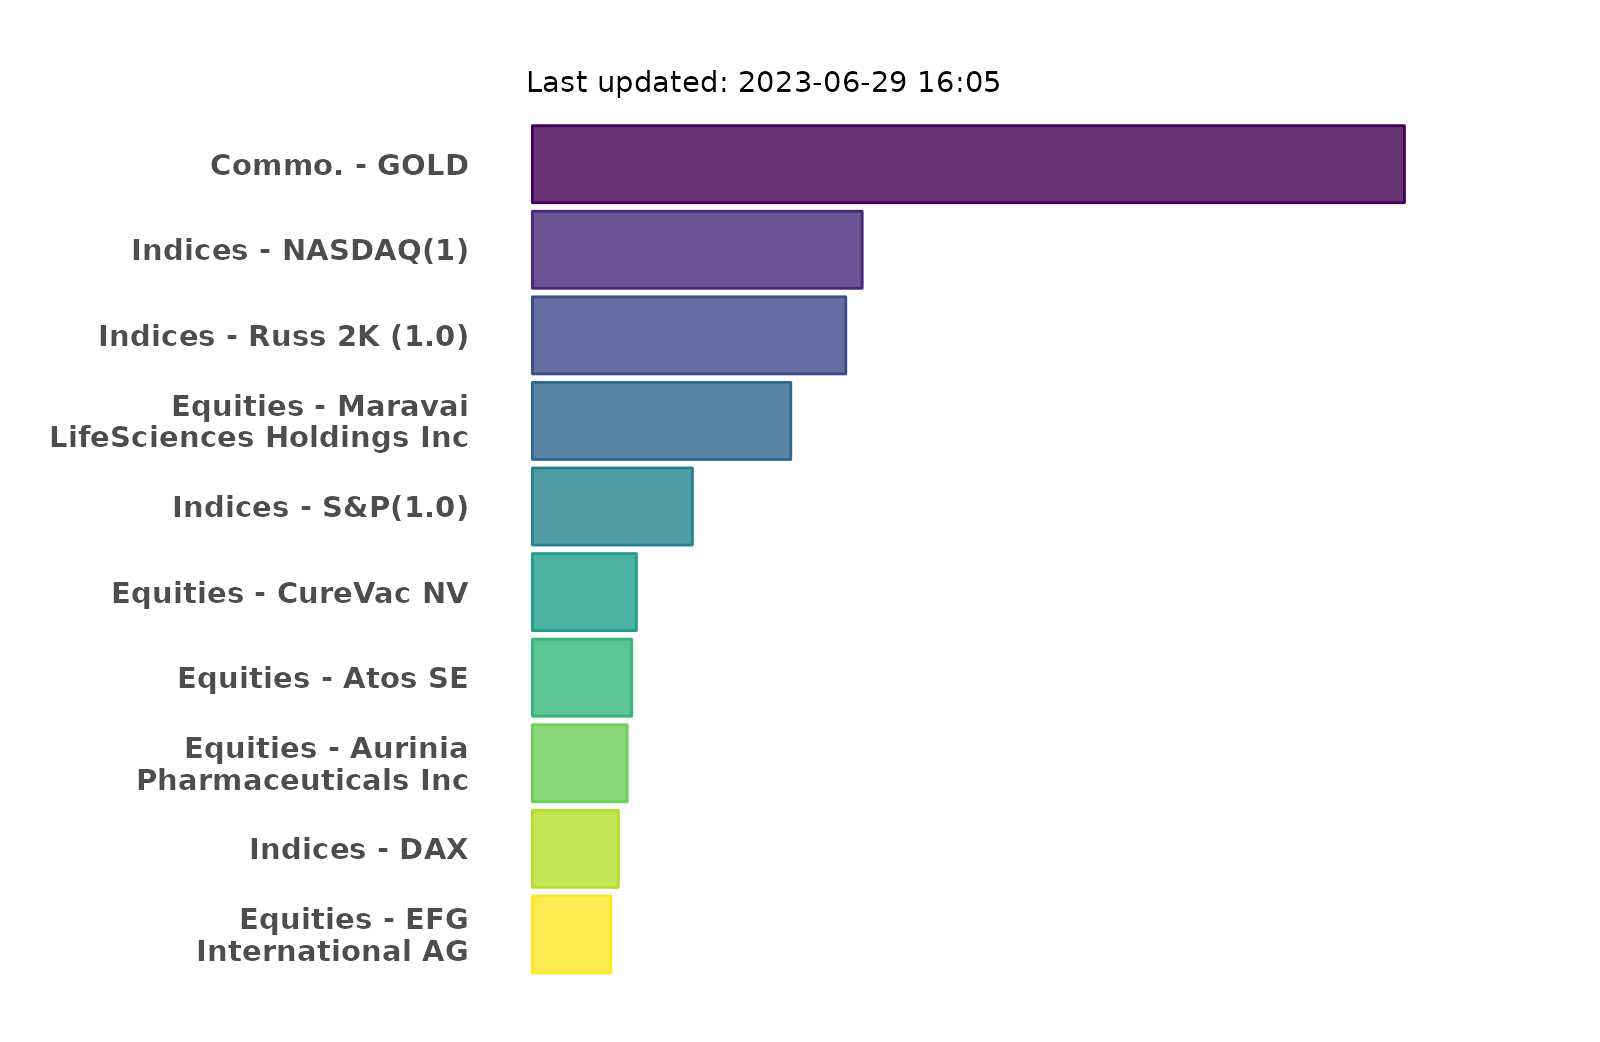 Last updated: 2023-06-29 16:05
Commo. - GOLD
Indices - NASDAQ(1)
Indices - Russ 2K (1.0)
Equities - Maravai
LifeSciences Holdings Inc
Indices - S&P(1.0)
Equities - CureVac NV
Equities - Atos SE
Equities - Aurinia
Pharmaceuticals Inc
Indices - DAX
Equities - EFG
International AG